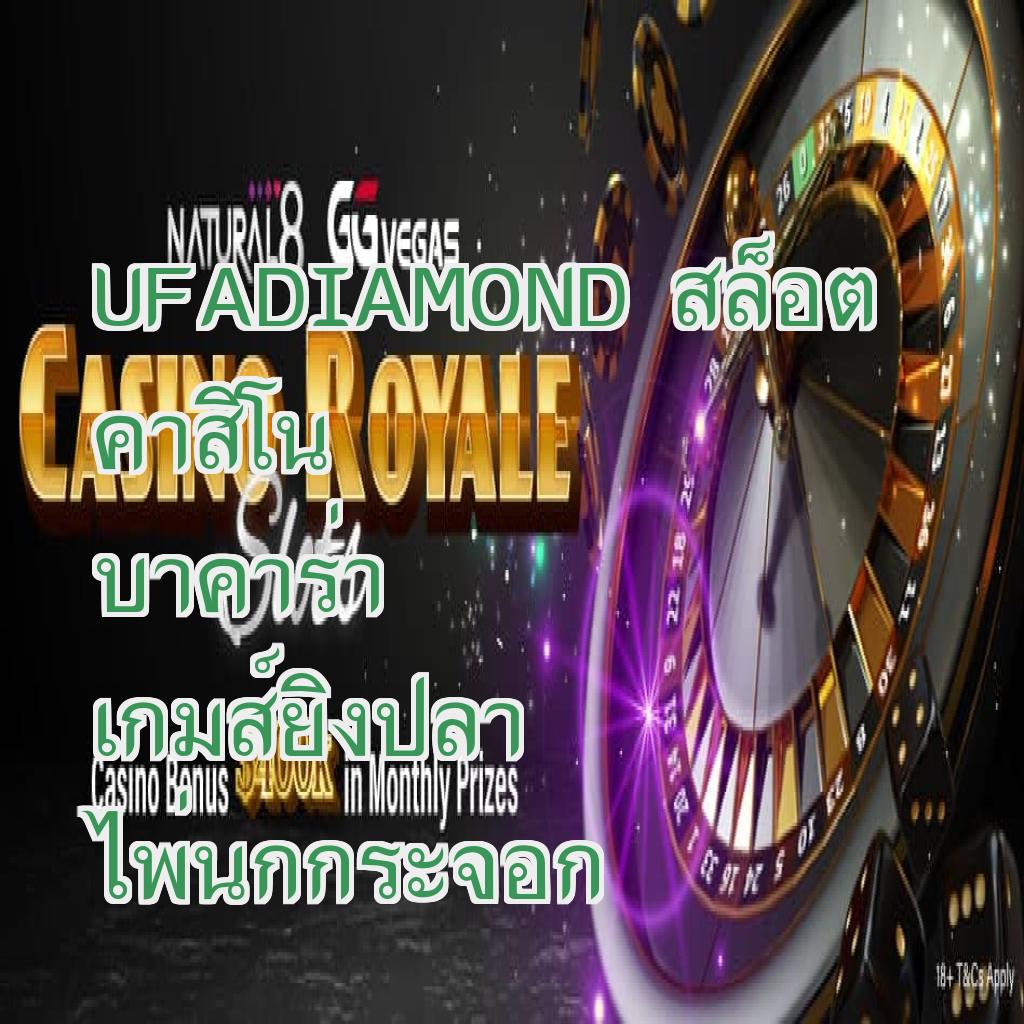 NATURAL8 GGVEGAS
UFADIAMOND สล็อต
CASINO ROYALE
คาสิโน
Slots
บาคาร่า
เกมส์ยิงปลา
Casino Bonus $400K in Monthly Prizes
ไพ่นกกระจอก
18+ T&Cs Apply